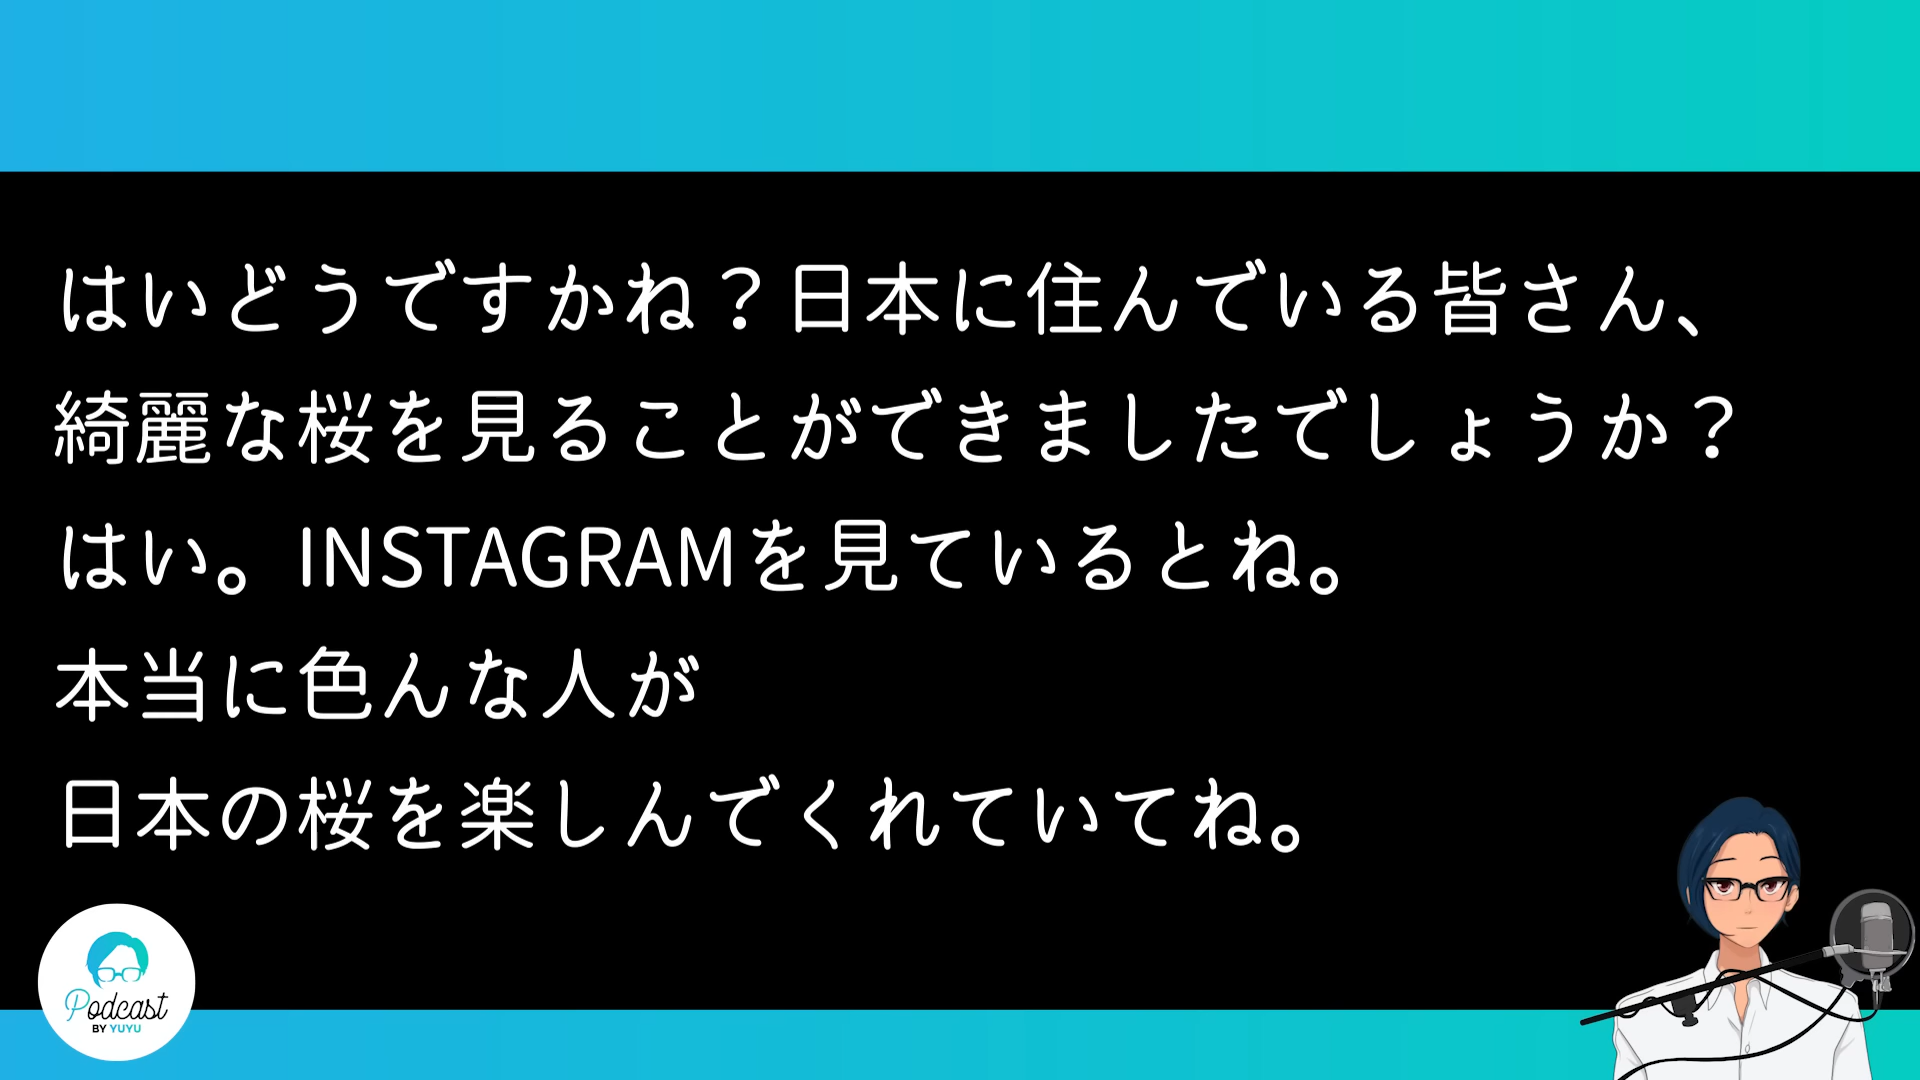 はいどうですかね？日本に住んでいる皆さん、
綺麗な桜を見ることができましたでしょうか？
はい。INSTAGRAMを見ているとね。
本当に色んな人が
日本の桜を楽しんでくれていてね。
Podcast
BY YUYU